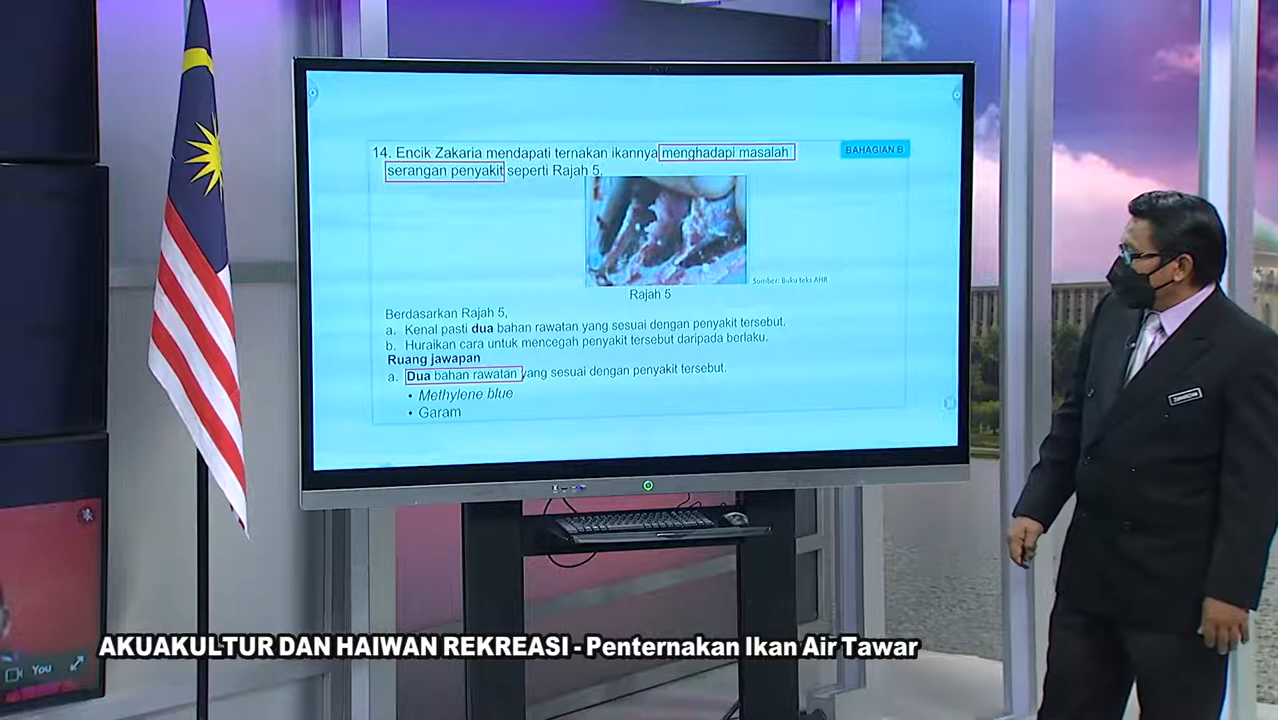 14. Encik Zakaria mendapati ternakan ikannya menghadapi masalah
serangan penyakit seperti Rajah 5.
BAHAGIAN B
Sumber: Buku teks AHR
Rajah 5
Berdasarkan Rajah 5,
a. Kenal pasti dua bahan rawatan yang sesuai dengan penyakit tersebut.
b. Huraikan cara untuk mencegah penyakit tersebut daripada berlaku.
Ruang jawapan
a. Dua bahan rawatan yang sesuai dengan penyakit tersebut.
• Methylene blue
• Garam
You
AKUAKULTUR DAN HAIWAN REKREASI - Penternakan Ikan Air Tawar